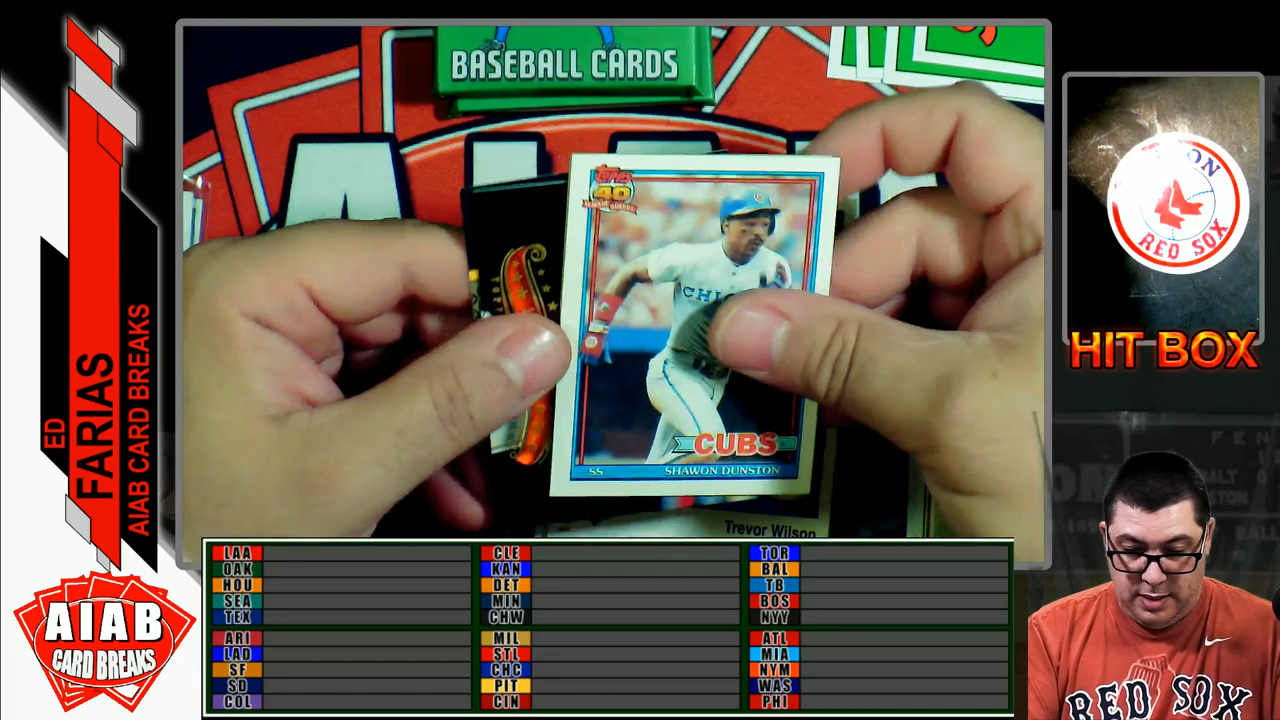 ED
FARIAS
AIAB CARD BREAKS
BASEBALL CARDS
TOPPS
40
CUBS
SS SHAWON DUNSTON
Trevor Wilson
RED SOX
HIT BOX
LAA CLE TOR
OAK KAN BAL
HOU DET TB
SEA MIN BOS
TEX CHW NYY
ARI MIL ATL
LAD STL MIA
SF CHC NYM
SD PIT WAS
COL CIN PHI
AIAB
CARD BREAKS
RED SOX